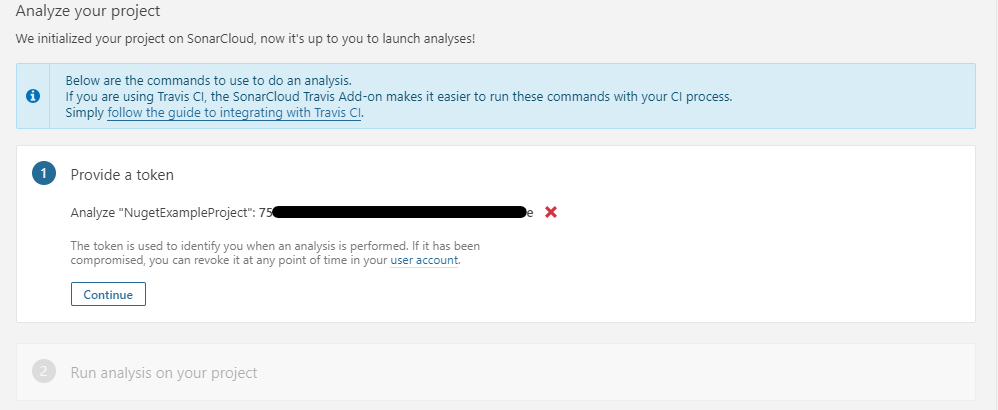 Analyze your project
We initialized your project on SonarCloud, now it's up to you to launch analyses!
Below are the commands to use to do an analysis.
If you are using Travis CI, the SonarCloud Travis Add-on makes it easier to run these commands with your CI process.
Simply follow the guide to integrating with Travis CI.
1 Provide a token
Analyze "NugetExampleProject": 75 e
The token is used to identify you when an analysis is performed. If it has been
compromised, you can revoke it at any point of time in your user account.
Continue
2 Run analysis on your project